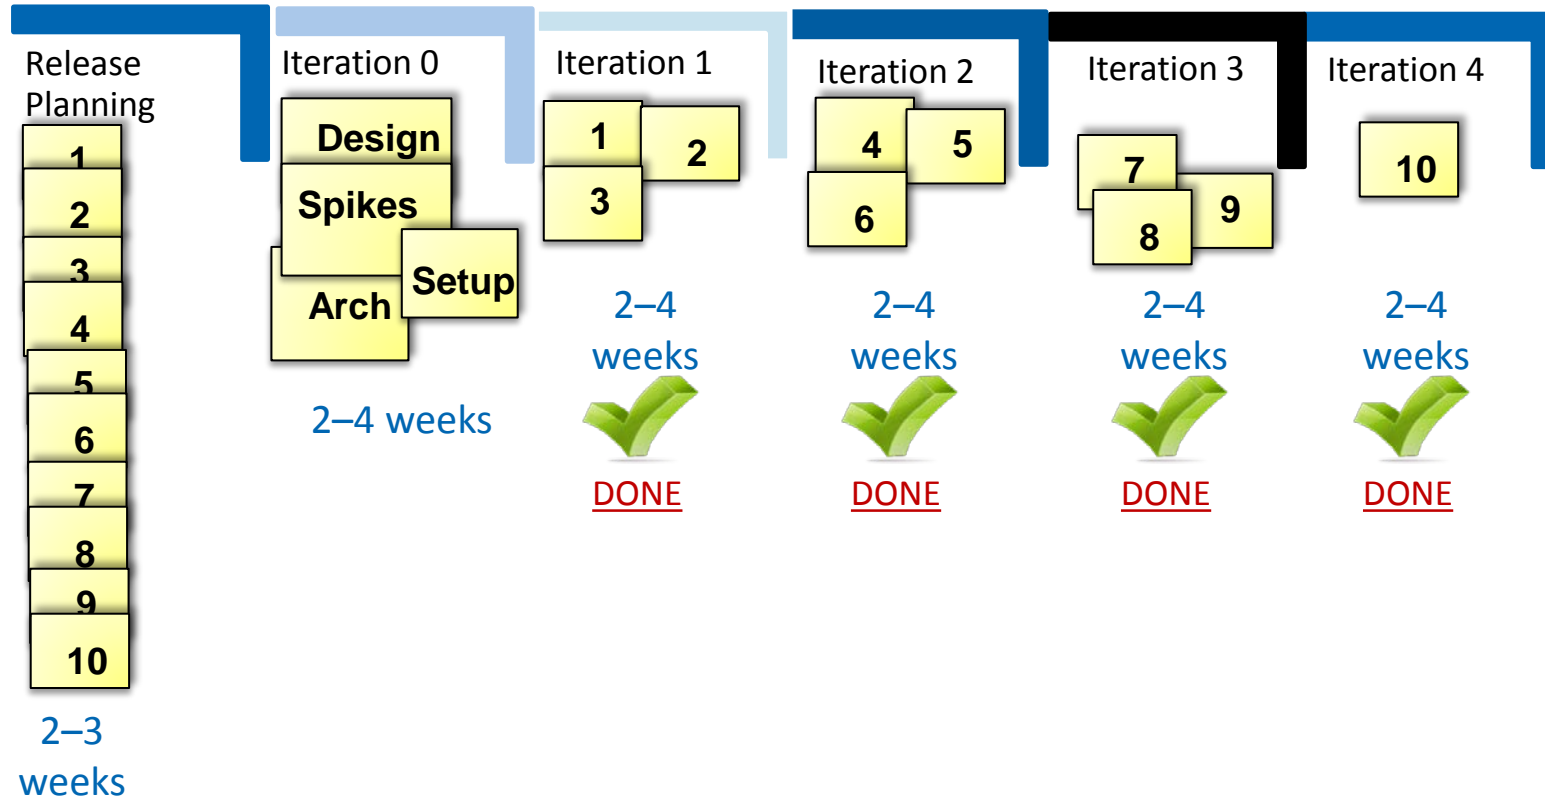 Release
Planning
1
2
3
4
5
6
7
8
9
10
2–3
weeks
Iteration 0
Design
Spikes
Setup
Arch
2–4 weeks
Iteration 1
1
2
3
2–4
weeks
DONE
Iteration 2
4
5
6
2–4
weeks
DONE
Iteration 3
7
9
8
2–4
weeks
DONE
Iteration 4
10
2–4
weeks
DONE